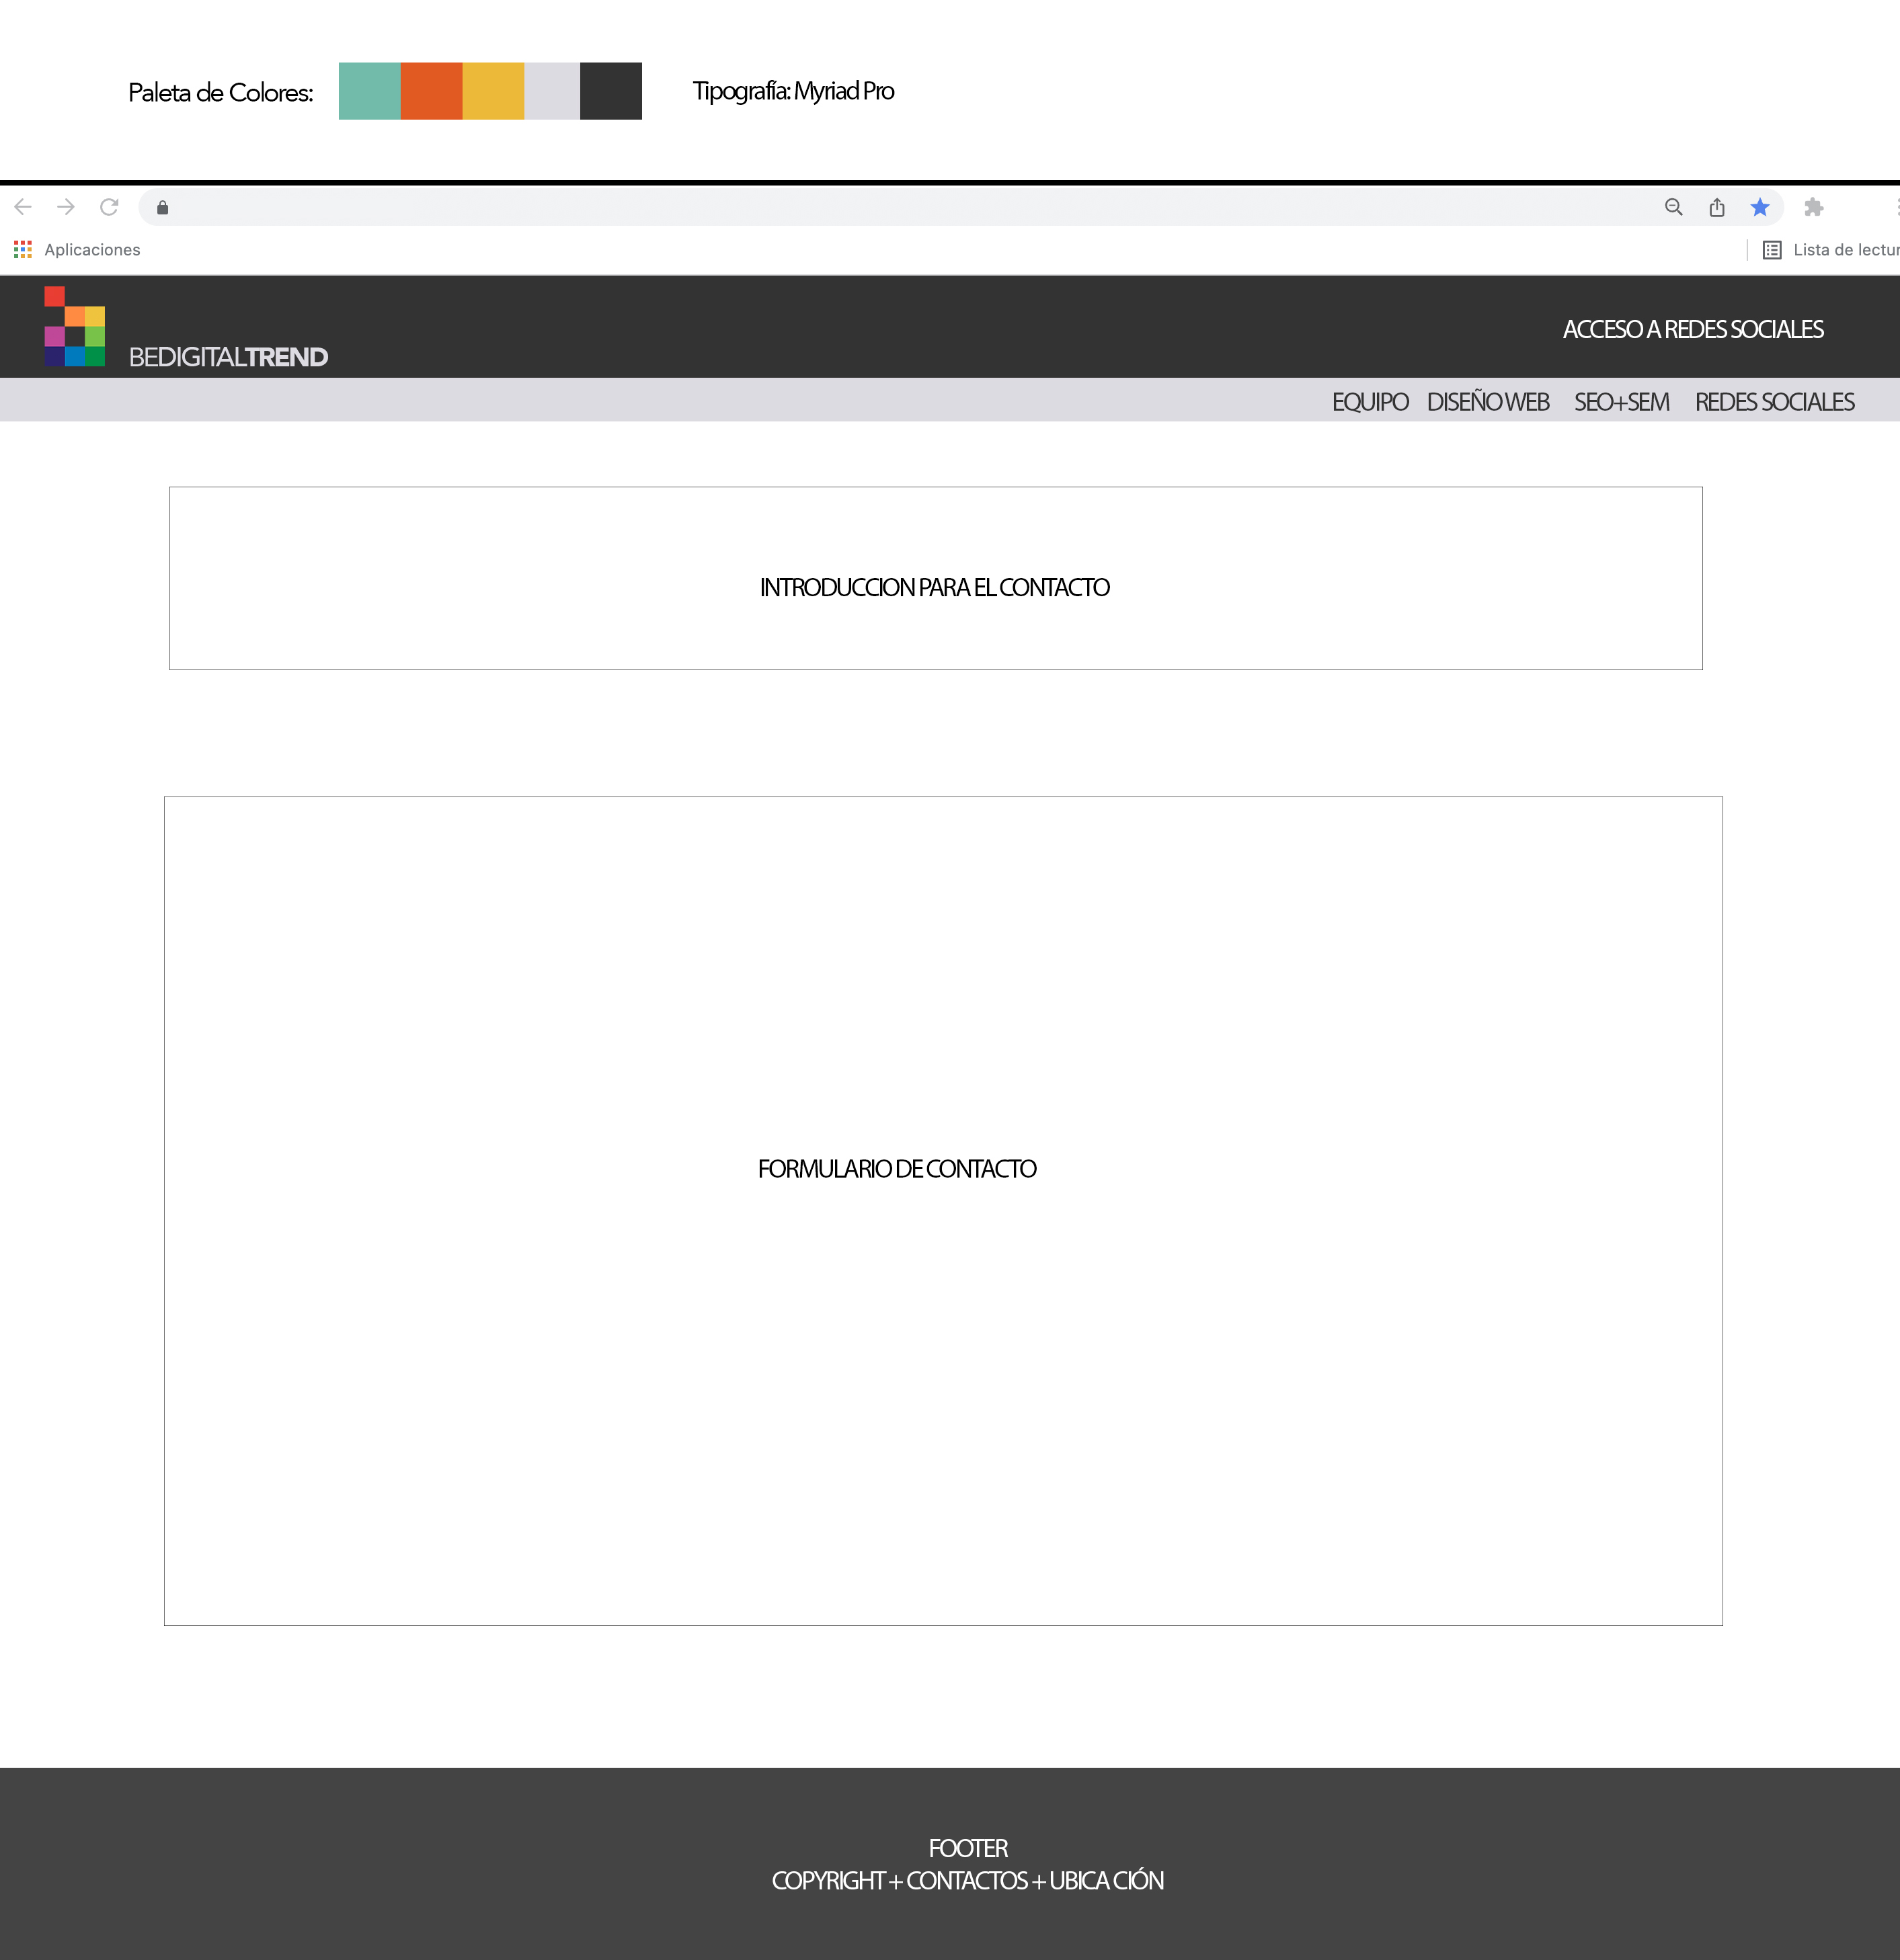 Paleta de Colores:
Tipografía: Myriad Pro
Aplicaciones
Lista de lectur
BEDIGITALTREND
ACCESO A REDES SOCIALES
EQUIPO DISEÑO WEB SEO+SEM REDES SOCIALES
INTRODUCCION PARA EL CONTACTO
FORMULARIO DE CONTACTO
FOOTER
COPYRIGHT + CONTACTOS + UBICA CIÓN